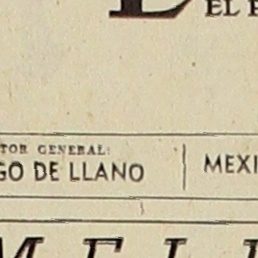 EL
TOR GENERAL:
GO DE LLANO MEXI
M E L I